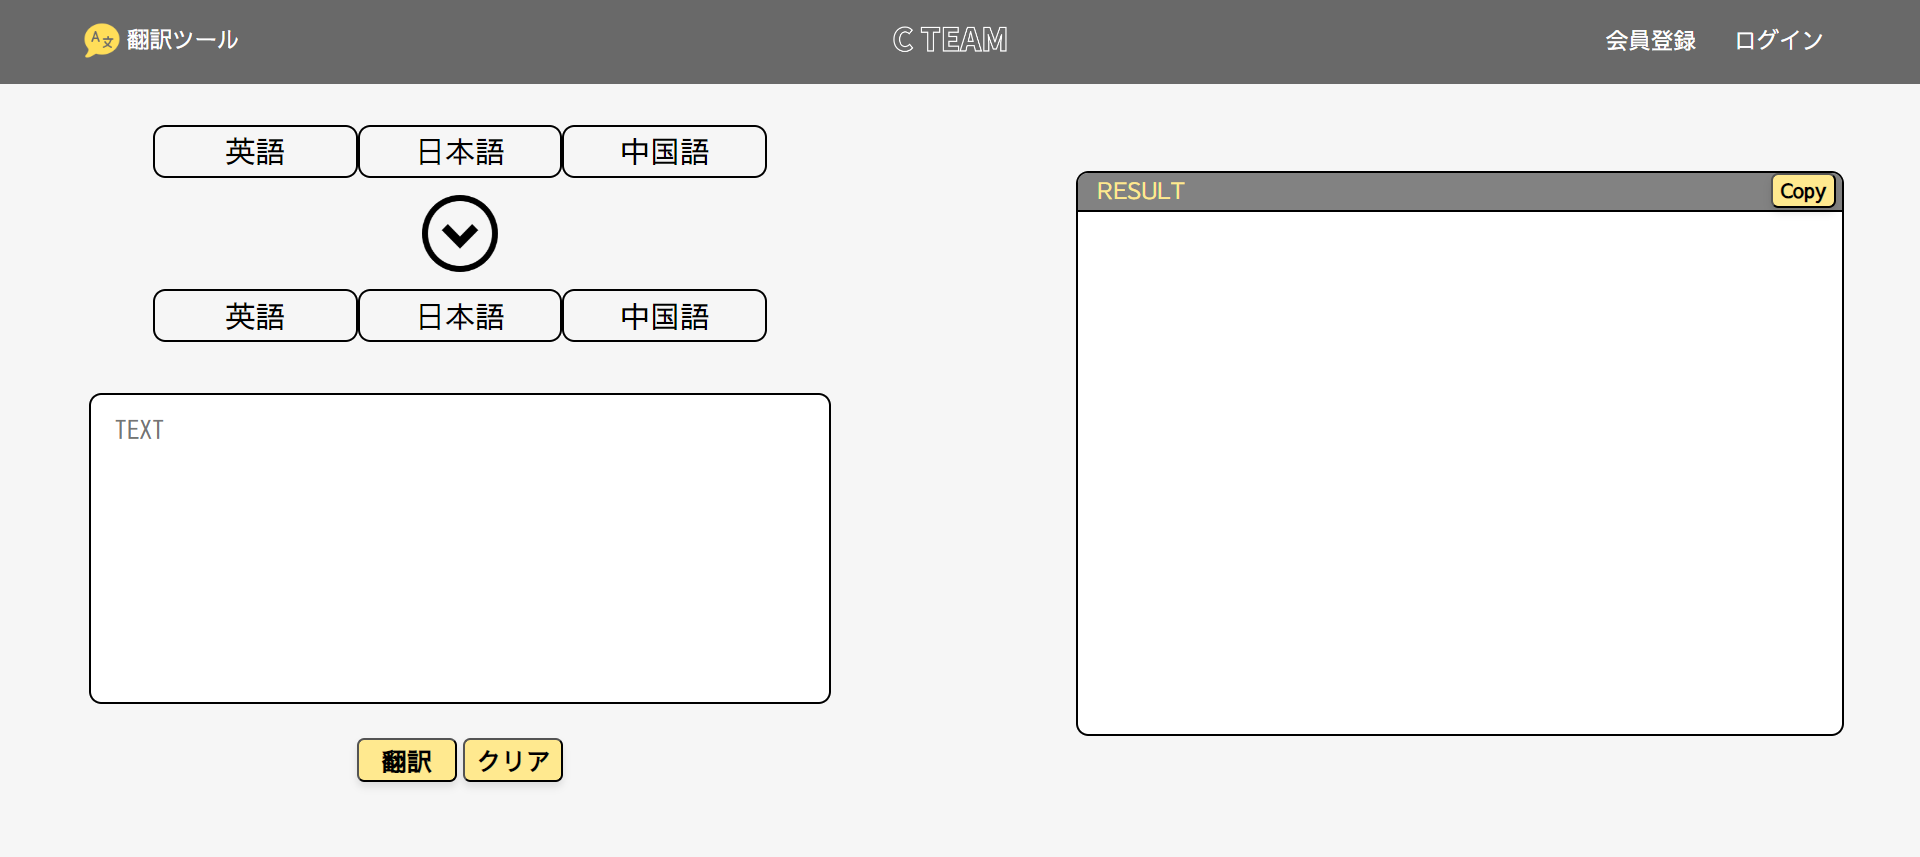 A文 翻訳ツール
C TEAM
会員登録 ログイン
英語 日本語 中国語
英語 日本語 中国語
TEXT
翻訳 クリア
RESULT Copy